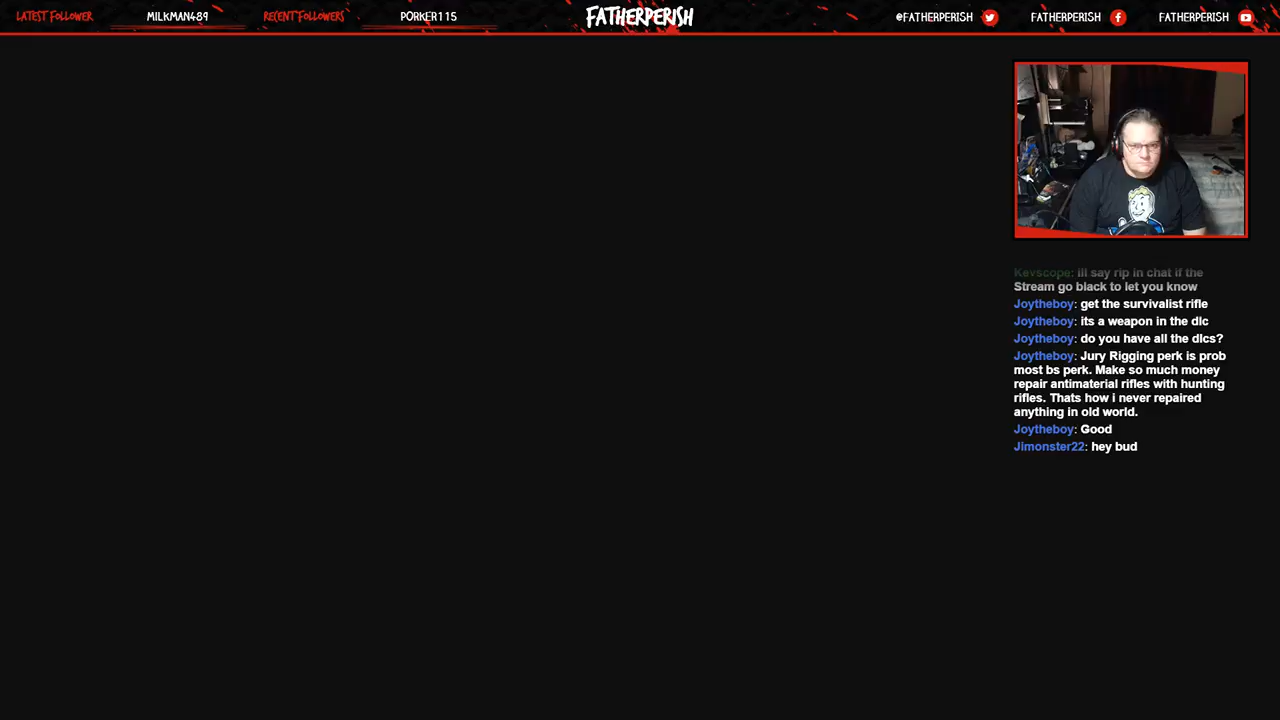 LATEST FOLLOWER MILKMAN489 RECENT FOLLOWERS PORKER115 FATHERPERISH @FATHERPERISH FATHERPERISH FATHERPERISH
Kevscope: ill say rip in chat if the
Stream go black to let you know
Joytheboy: get the survivalist rifle
Joytheboy: its a weapon in the dlc
Joytheboy: do you have all the dlcs?
Joytheboy: Jury Rigging perk is prob
most bs perk. Make so much money
repair antimaterial rifles with hunting
rifles. Thats how i never repaired
anything in old world.
Joytheboy: Good
Jimonster22: hey bud